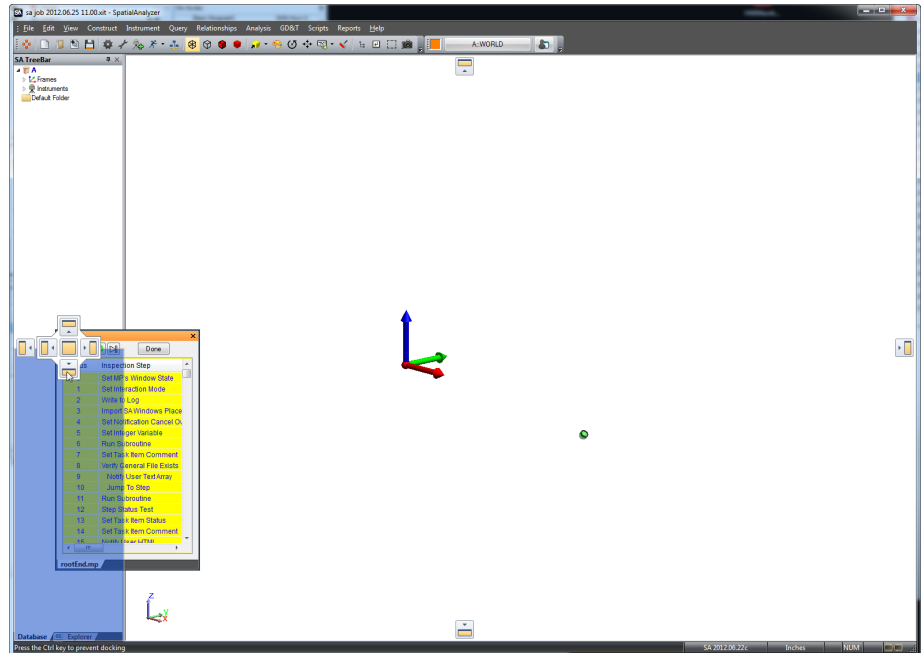 sa job 2012.06.25 11.00.xit - SpatialAnalyzer
File Edit View Construct Instrument Query Relationships Analysis GD&T Scripts Reports Help
A:WORLD
SA TreeBar
A
Frames
Instruments
Default Folder
Done
Inspection Step
Set MP's Window State
1 Set Interaction Mode
2 Write to Log
3 Import SA Windows Place
4 Set Notification Cancel Ov
5 Set Integer Variable
6 Run Subroutine
7 Set Task Item Comment
8 Verify General File Exists
9 Notify User Text Array
10 Jump To Step
11 Run Subroutine
12 Step Status Test
13 Set Task Item Status
14 Set Task Item Comment
15 Notify User HTML
rootEnd.mp
Z
Y
X
Database Explorer
Press the Ctrl key to prevent docking
SA 2012.06.22c Inches NUM